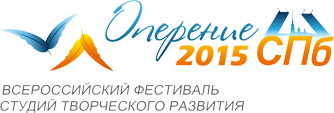 Оперение
2015 СПб
ВСЕРОССИЙСКИЙ ФЕСТИВАЛЬ
СТУДИЙ ТВОРЧЕСКОГО РАЗВИТИЯ